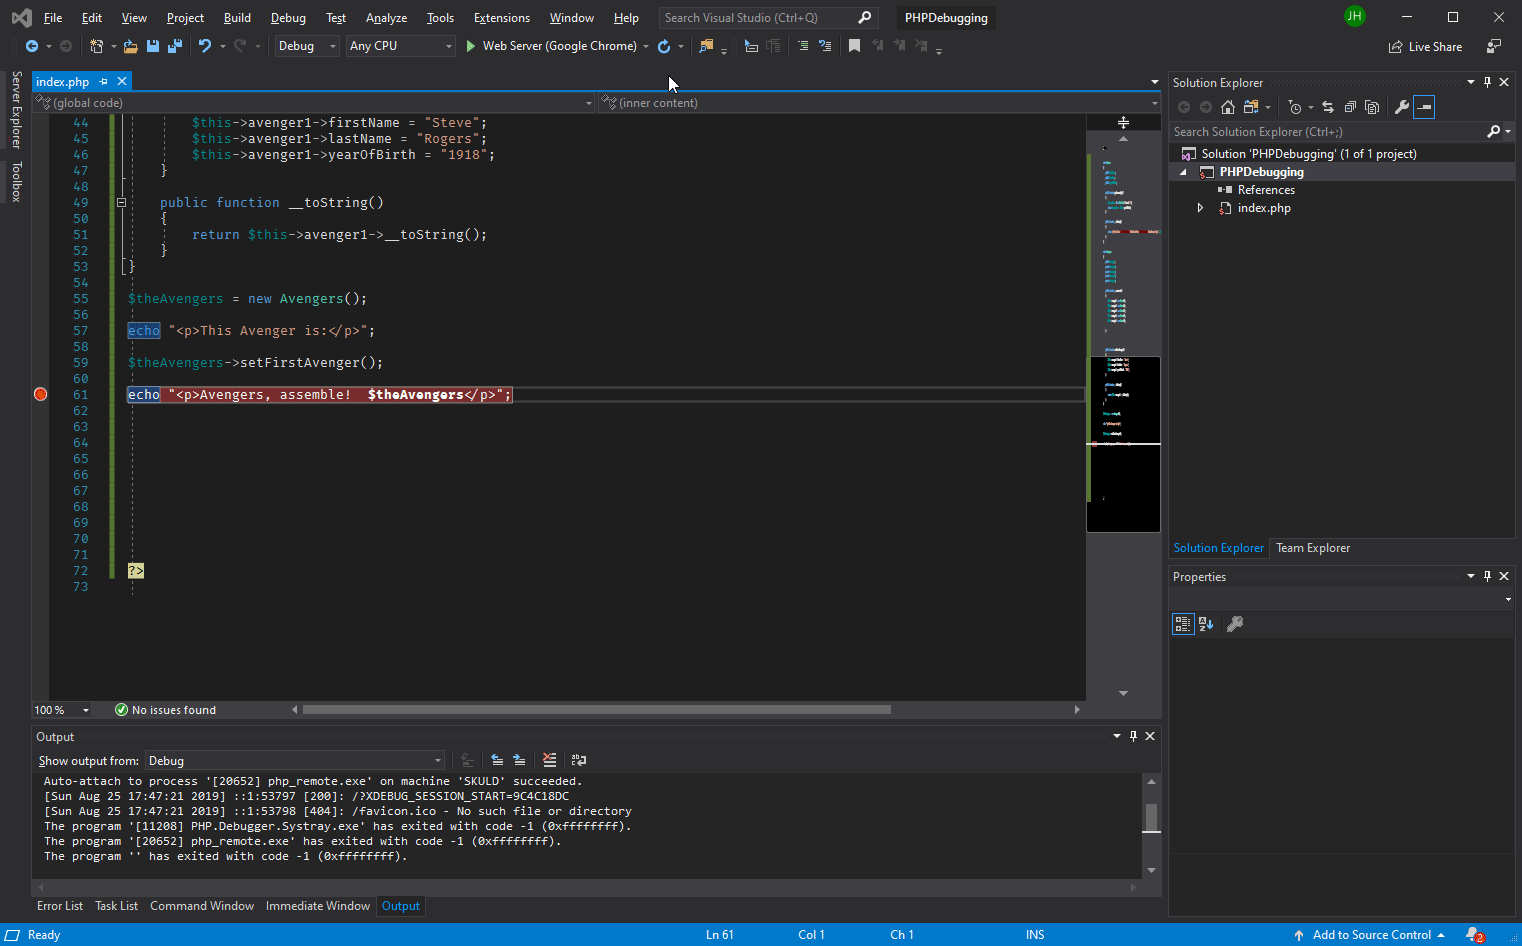 File Edit View Project Build Debug Test Analyze Tools Extensions Window Help Search Visual Studio (Ctrl+Q) PHPDebugging JH
Debug Any CPU Web Server (Google Chrome) Live Share
Server Explorer
Toolbox
index.php
(global code) (inner content)
44 $this->avenger1->firstName = "Steve";
45 $this->avenger1->lastName = "Rogers";
46 $this->avenger1->yearOfBirth = "1918";
47 }
48
49 public function __toString()
50 {
51 return $this->avenger1->__toString();
52 }
53 }
54
55 $theAvengers = new Avengers();
56
57 echo "<p>This Avenger is:</p>";
58
59 $theAvengers->setFirstAvenger();
60
61 echo "<p>Avengers, assemble!  $theAvengers</p>";
62
63
64
65
66
67
68
69
70
71
72 ?>
73
100 % No issues found
Output
Show output from: Debug
Auto-attach to process '[20652] php_remote.exe' on machine 'SKULD' succeeded.
[Sun Aug 25 17:47:21 2019] ::1:53797 [200]: /?XDEBUG_SESSION_START=9C4C18DC
[Sun Aug 25 17:47:21 2019] ::1:53798 [404]: /favicon.ico - No such file or directory
The program '[11208] PHP.Debugger.Systray.exe' has exited with code -1 (0xffffffff).
The program '[20652] php_remote.exe' has exited with code -1 (0xffffffff).
The program '' has exited with code -1 (0xffffffff).
Error List Task List Command Window Immediate Window Output
Solution Explorer
Search Solution Explorer (Ctrl+;)
Solution 'PHPDebugging' (1 of 1 project)
PHPDebugging
References
index.php
Solution Explorer Team Explorer
Properties
Ready Ln 61 Col 1 Ch 1 INS Add to Source Control 2